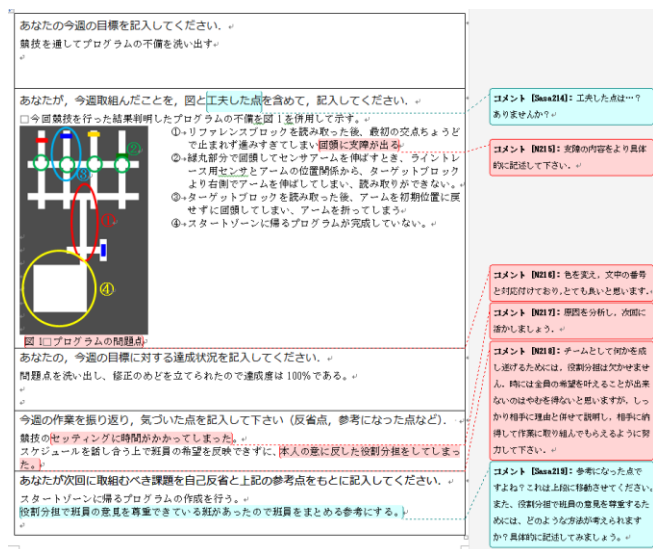 あなたの今週の目標を記入してください．
競技を通してプログラムの不備を洗い出す
あなたが，今週取組んだことを，図と工夫した点を含めて，記入してください．
□今回競技を行った結果判明したプログラムの不備を図1を併用して示す。
①→リファレンスブロックを読み取った後、最初の交点ちょうど
で止まれず進みすぎてしまい回頭に支障が出る
②→緑丸部分で回頭してセンサアームを伸ばすとき、ライントレ
ース用センサとアームの位置関係から、ターゲットブロック
より右側でアームを伸ばしてしまい、読み取りができない。
③→ターゲットブロックを読み取った後、アームを初期位置に戻
せずに回頭してしまい、アームを折ってしまう
④→スタートゾーンに帰るプログラムが完成していない。
②
③
①
④
図 1□プログラムの問題点
あなたの，今週の目標に対する達成状況を記入してください．
問題点を洗い出し、修正のめどを立てられたので達成度は 100%である。
今週の作業を振り返り，気づいた点を記入して下さい（反省点，参考になった点など）．
競技のセッティングに時間がかかってしまった。
スケジュールを話し合う上で班員の希望を反映できずに、本人の意に反した役割分担をしてしまっ
た。
あなたが次回に取組むべき課題を自己反省と上記の参考点をもとに記入してください．
スタートゾーンに帰るプログラムの作成を行う。
役割分担で班員の意見を尊重できている班があったので班員をまとめる参考にする。
コメント [Sasa214]: 工夫した点は…？
ありませんか？
コメント [N215]: 支障の内容をより具体
的に記述して下さい。
コメント [N216]: 色を変え，文中の番号
と対応付けており，とても良いと思います．
コメント [N217]: 原因を分析し，次回に
活かしましょう．
コメント [N218]: チームとして何かを成
し遂げるためには，役割分担は欠かせませ
ん．時には全員の希望を叶えることが出来
ないのはやむを得ないと思いますが，しっ
かり相手に理由と併せて説明し，相手に納
得して作業に取り組んでもらえるように努
力して下さい．
コメント [Sasa219]: 参考になった点で
すよね？これは上段に移動させてください。
また、役割分担で班員の意見を尊重するた
めには、どのような方法が考えられます
か？具体的に記述してみましょう。